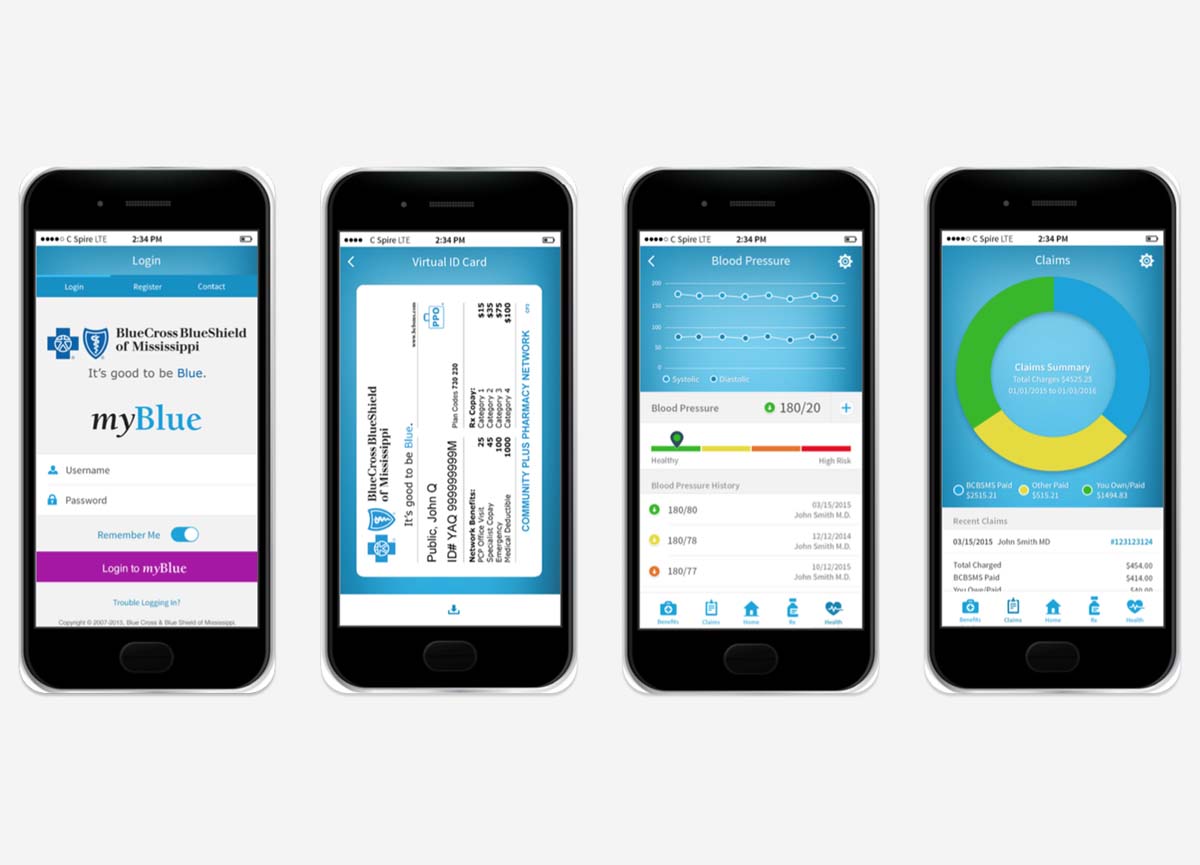 C Spire LTE 2:34 PM
Login
Login Register Contact
BlueCross BlueShield
of Mississippi
It's good to be Blue.
myBlue
Username
Password
Remember Me
Login to myBlue
Trouble Logging In?
Copyright © 2007-2015, Blue Cross & Blue Shield of Mississippi.
C Spire LTE 2:34 PM
Virtual ID Card
BlueCross BlueShield
of Mississippi
It's good to be Blue.
www.bcbsms.com
PPO
Public, John Q
ID# YAQ 9999999999M
Plan Codes 730 230
Network Benefits:
PCP Office Visit 25
Specialist Copay 45
Emergency 100
Medical Deductible 1000
Rx Copay:
Category 1 $15
Category 2 $35
Category 3 $75
Category 4 $100
COMMUNITY PLUS PHARMACY NETWORK
C Spire LTE 2:34 PM
Blood Pressure
200
150
100
50
0
Systolic Diastolic
Blood Pressure 180/20 +
Healthy High Risk
Blood Pressure History
180/80 03/15/2015
John Smith M.D.
180/78 12/12/2014
John Smith M.D.
180/77 10/12/2015
John Smith M.D.
Benefits Claims Home Rx Health
C Spire LTE 2:34 PM
Claims
Claims Summary
Total Charges $4525.25
01/01/2015 to 01/01/2016
BCBSMS Paid Other Paid You Own/Paid
$2515.21 $515.21 $1494.83
Recent Claims
03/15/2015 John Smith MD #123123124
Total Charged $454.00
BCBSMS Paid $414.00
You Owe/Paid $40.00
Benefits Claims Home Rx Health